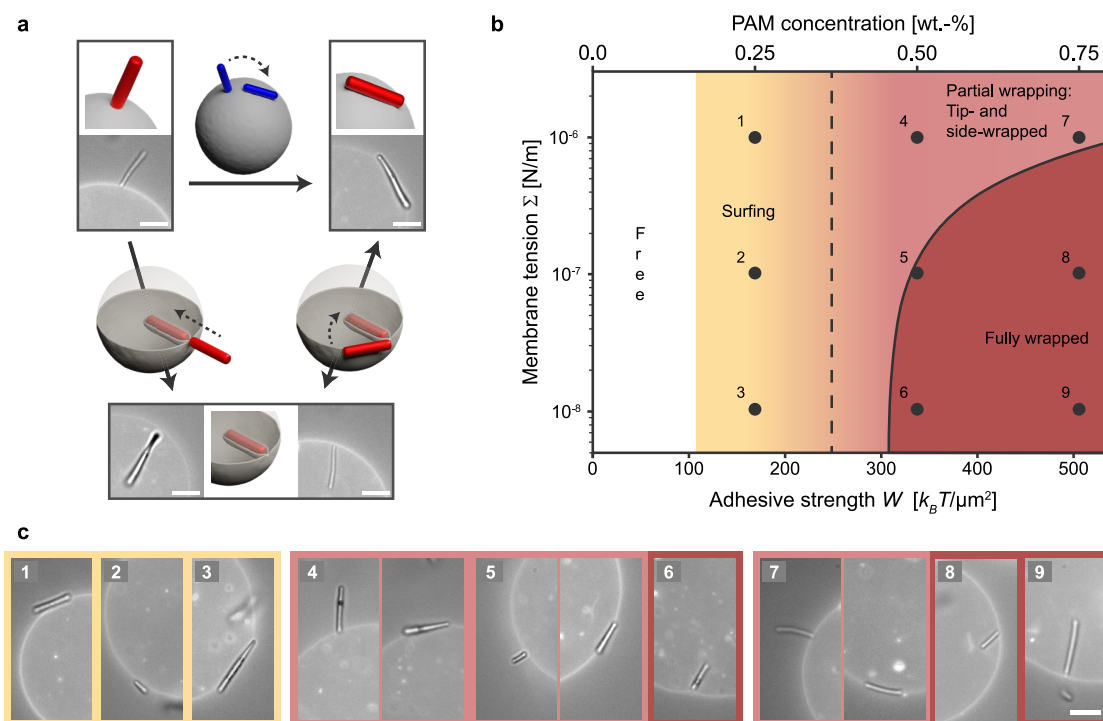 a
b
PAM concentration [wt.-%]
0.0
0.25
0.50
0.75
Membrane tension Σ [N/m]
10⁻⁶
10⁻⁷
10⁻⁸
1
4
7
Partial wrapping:
Tip- and
side-wrapped
Surfing
F
r
e
e
2
5
8
Fully wrapped
3
6
9
0
100
200
300
400
500
Adhesive strength W [k_BT/µm²]
c
1
2
3
4
5
6
7
8
9